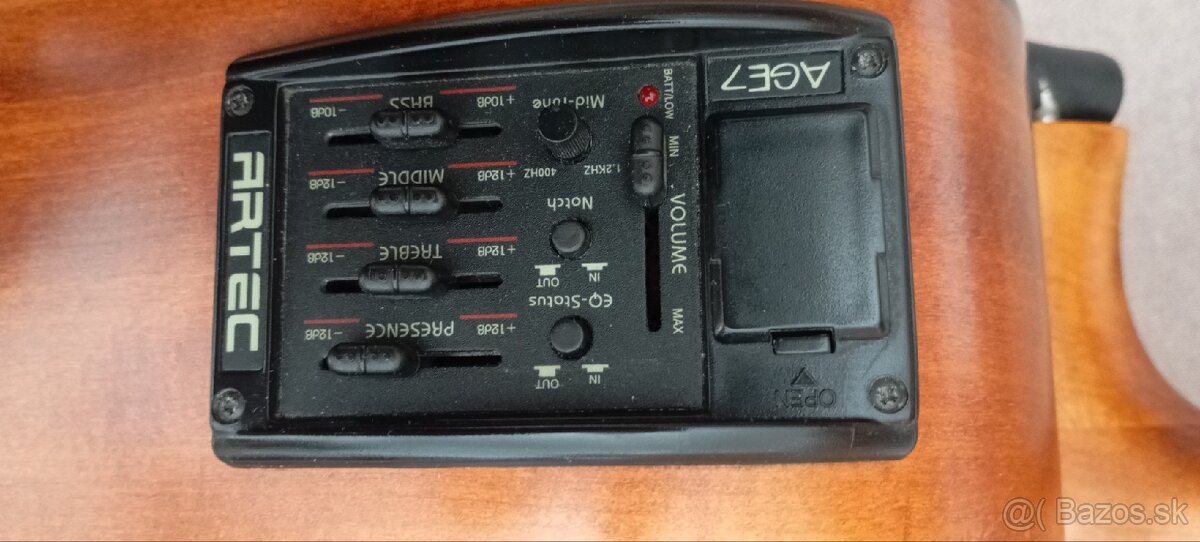 AGE7
OPEN
BATT/LOW
MIN
VOLUME
MAX
Mid-Tone
400HZ
1.2KHZ
Notch
IN
OUT
EQ-Status
IN
OUT
BASS
+10dB
-10dB
MIDDLE
+12dB
-12dB
TREBLE
+12dB
-12dB
PRESENCE
+12dB
-12dB
ARTEC
@( Bazos.sk